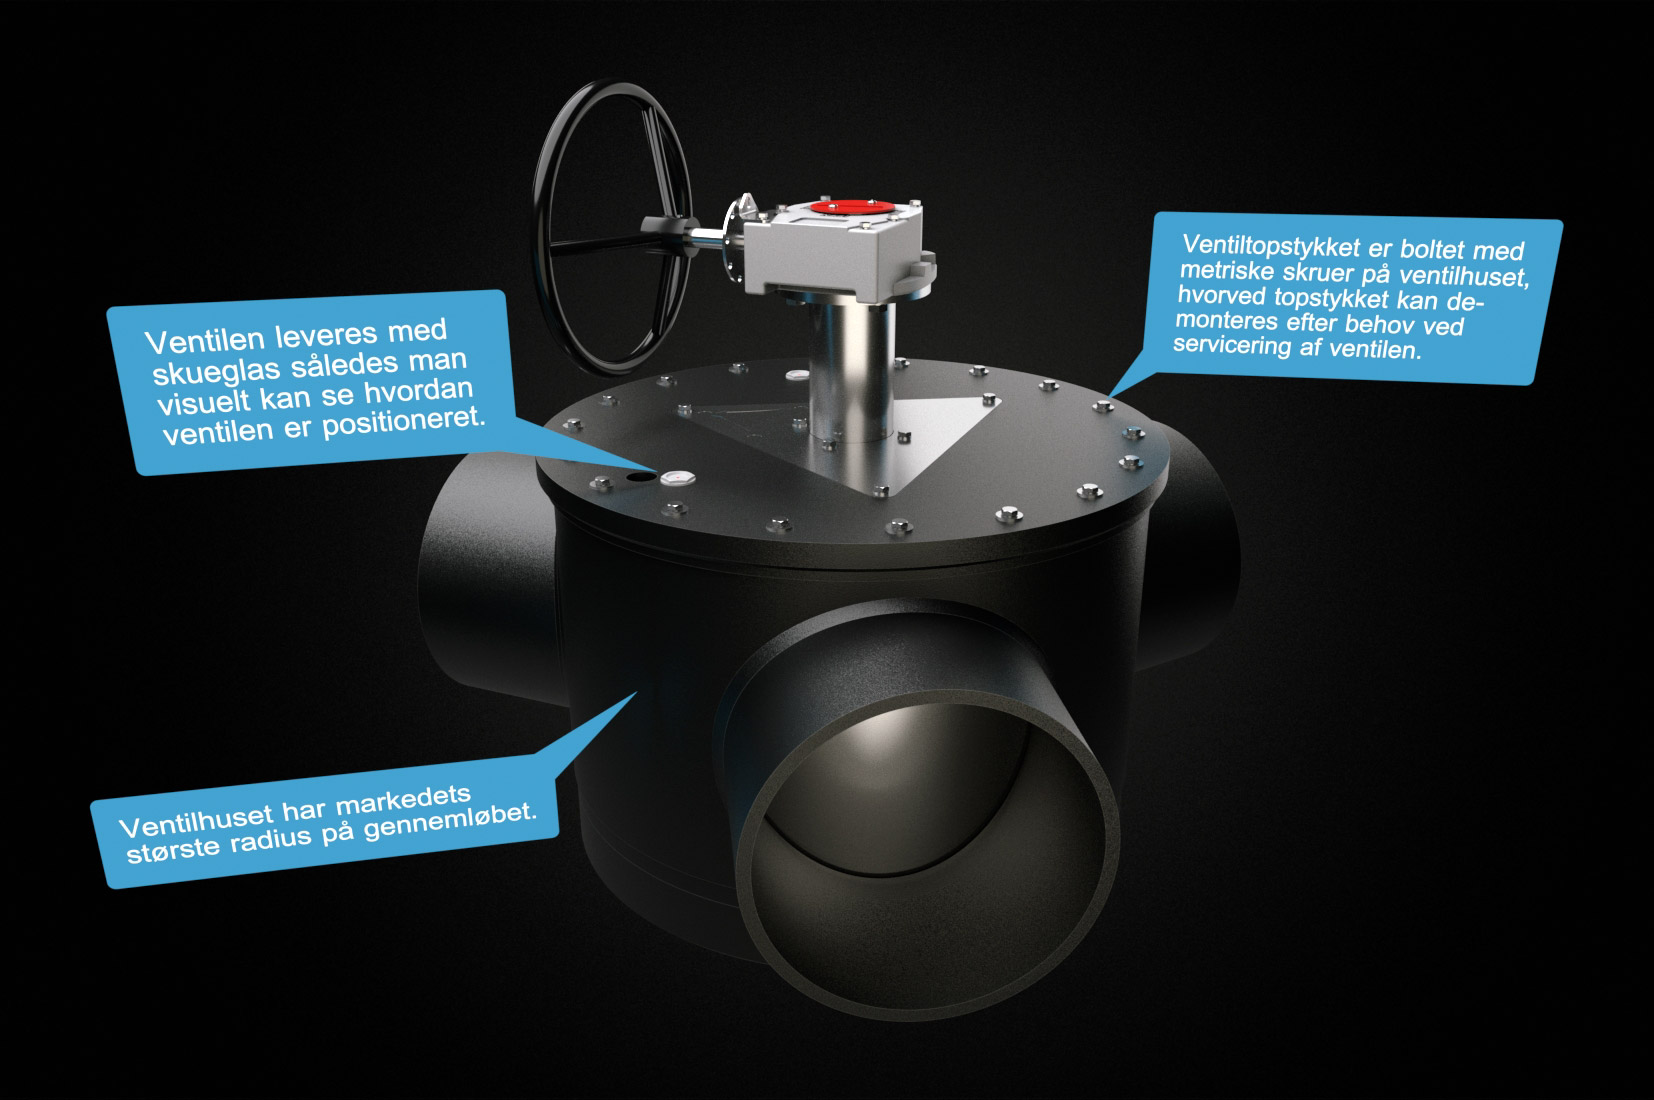 Ventilen leveres med
skueglas således man
visuelt kan se hvordan
ventilen er positioneret.
Ventiltopstykket er boltet med
metriske skruer på ventilhuset,
hvorved topstykket kan de-
monteres efter behov ved
servicering af ventilen.
Ventilhuset har markedets
største radius på gennemløbet.